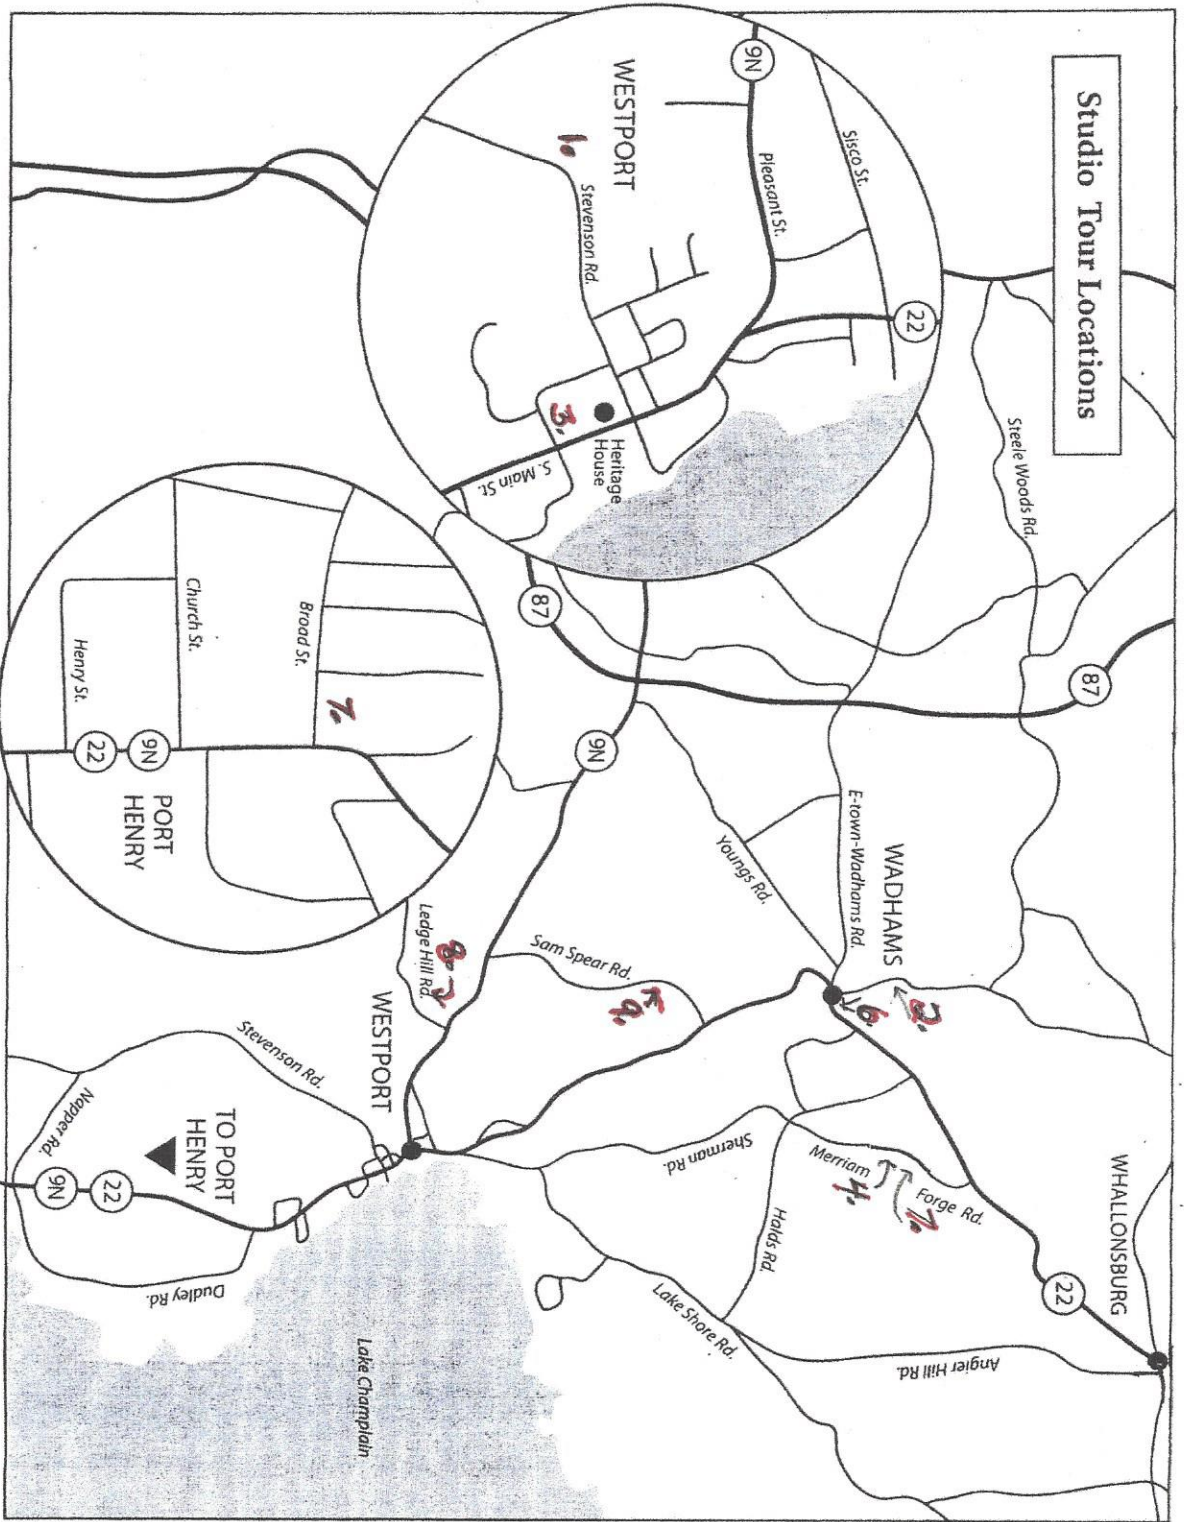 Studio Tour Locations
WHALLONSBURG
22
87
Steele Woods Rd.
Angier Hill Rd.
Forge Rd.
7.
Merriam
4.
2.
6.
WADHAMS
E-town-Wadhams Rd.
Halds Rd.
Lake Shore Rd.
Sherman Rd.
Youngs Rd.
Sam Spear Rd.
9.
9N
87
Ledge Hill Rd.
8.
WESTPORT
Lake Champlain
Stevenson Rd.
TO PORT
HENRY
Dudley Rd.
Napper Rd.
22
9N
Sisco St.
22
9N
Pleasant St.
WESTPORT
1.
Stevenson Rd.
Heritage
House
3.
S. Main St.
7.
Broad St.
Church St.
Henry St.
9N
22
PORT
HENRY